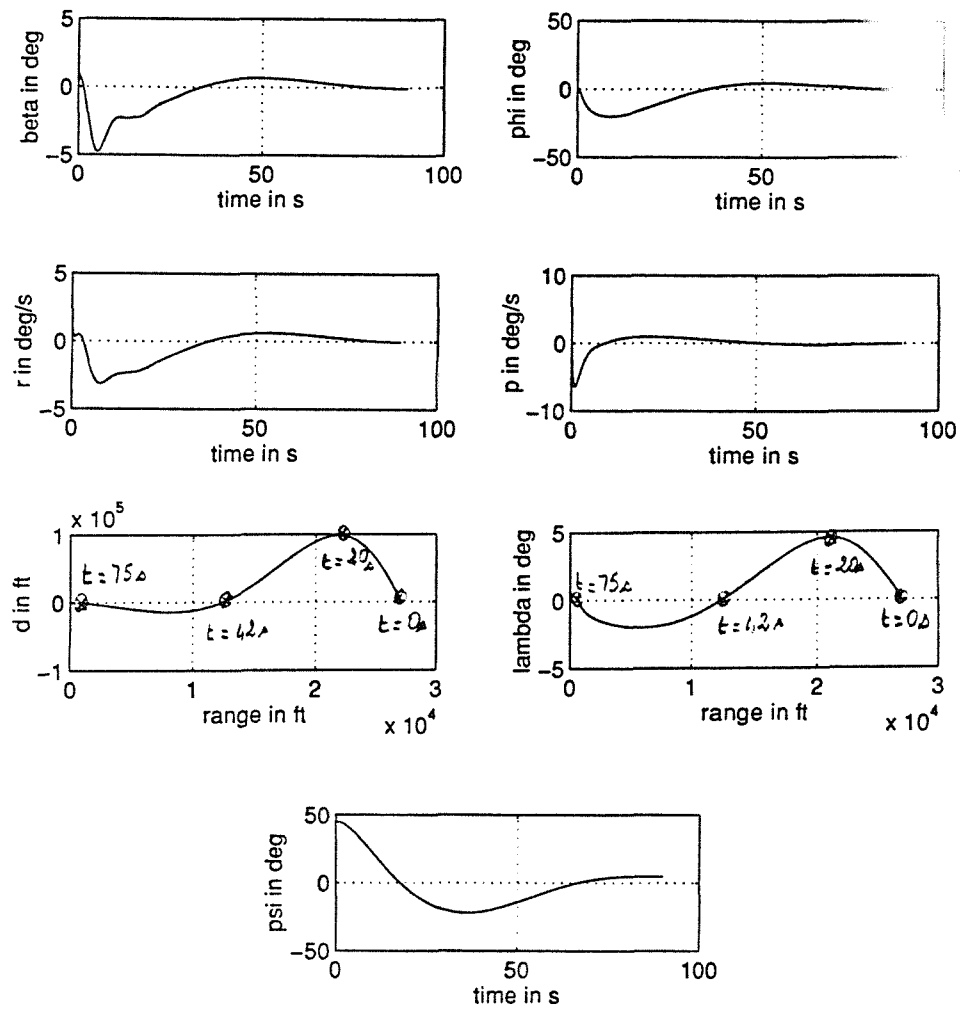 beta in deg
5
0
−5
0
50
100
time in s
phi in deg
50
0
−50
0
50
time in s
r in deg/s
5
0
−5
0
50
100
time in s
p in deg/s
10
0
−10
0
50
100
time in s
x 10^5
d in ft
1
0
−1
t=75s
t=42s
t=20s
t=0s
0
1
2
3
range in ft
x 10^4
lambda in deg
5
0
−5
t=75s
t=42s
t=20s
t=0s
0
1
2
3
range in ft
x 10^4
psi in deg
50
0
−50
0
50
100
time in s